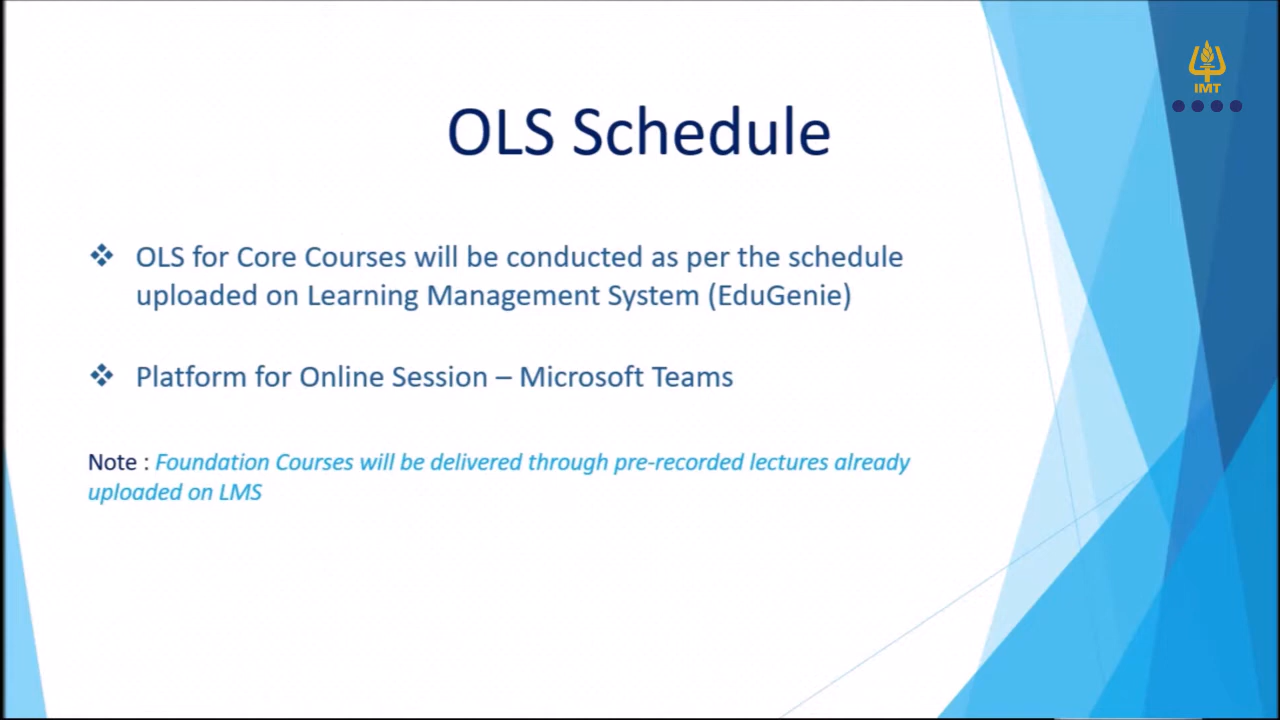 IMT
OLS Schedule
❖ OLS for Core Courses will be conducted as per the schedule
uploaded on Learning Management System (EduGenie)
❖ Platform for Online Session – Microsoft Teams
Note : Foundation Courses will be delivered through pre-recorded lectures already
uploaded on LMS